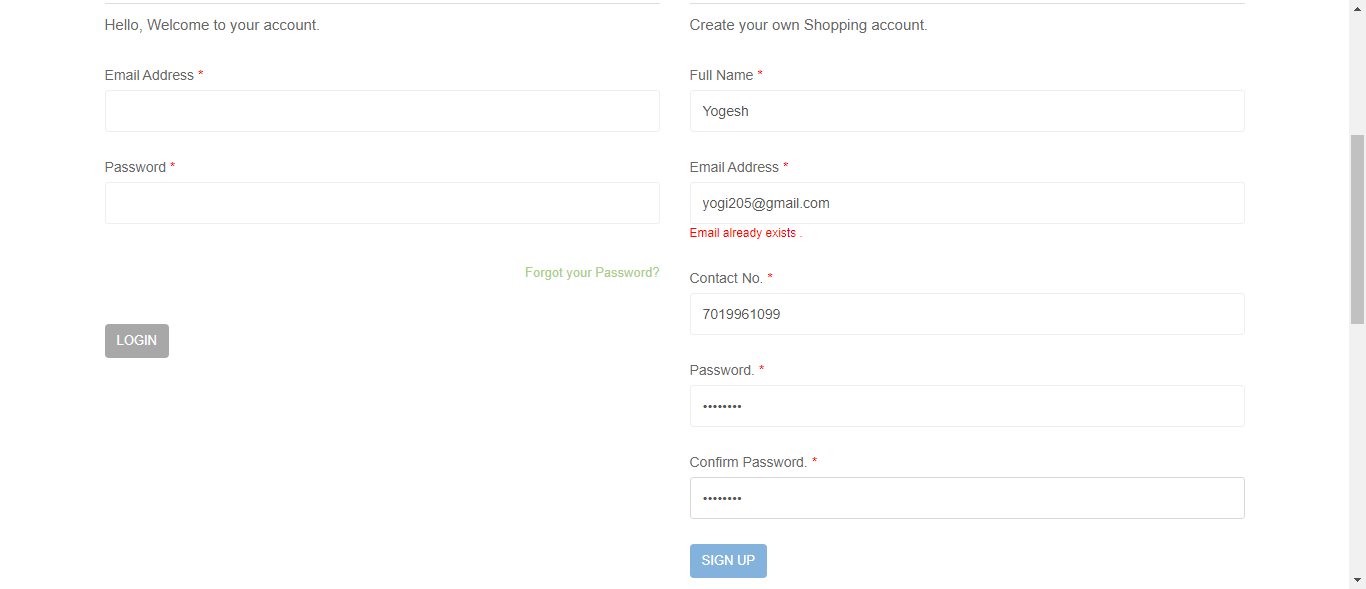 Hello, Welcome to your account.
Email Address *
Password *
Forgot your Password?
LOGIN
Create your own Shopping account.
Full Name *
Yogesh
Email Address *
yogi205@gmail.com
Email already exists .
Contact No. *
7019961099
Password. *
••••••••
Confirm Password. *
••••••••
SIGN UP